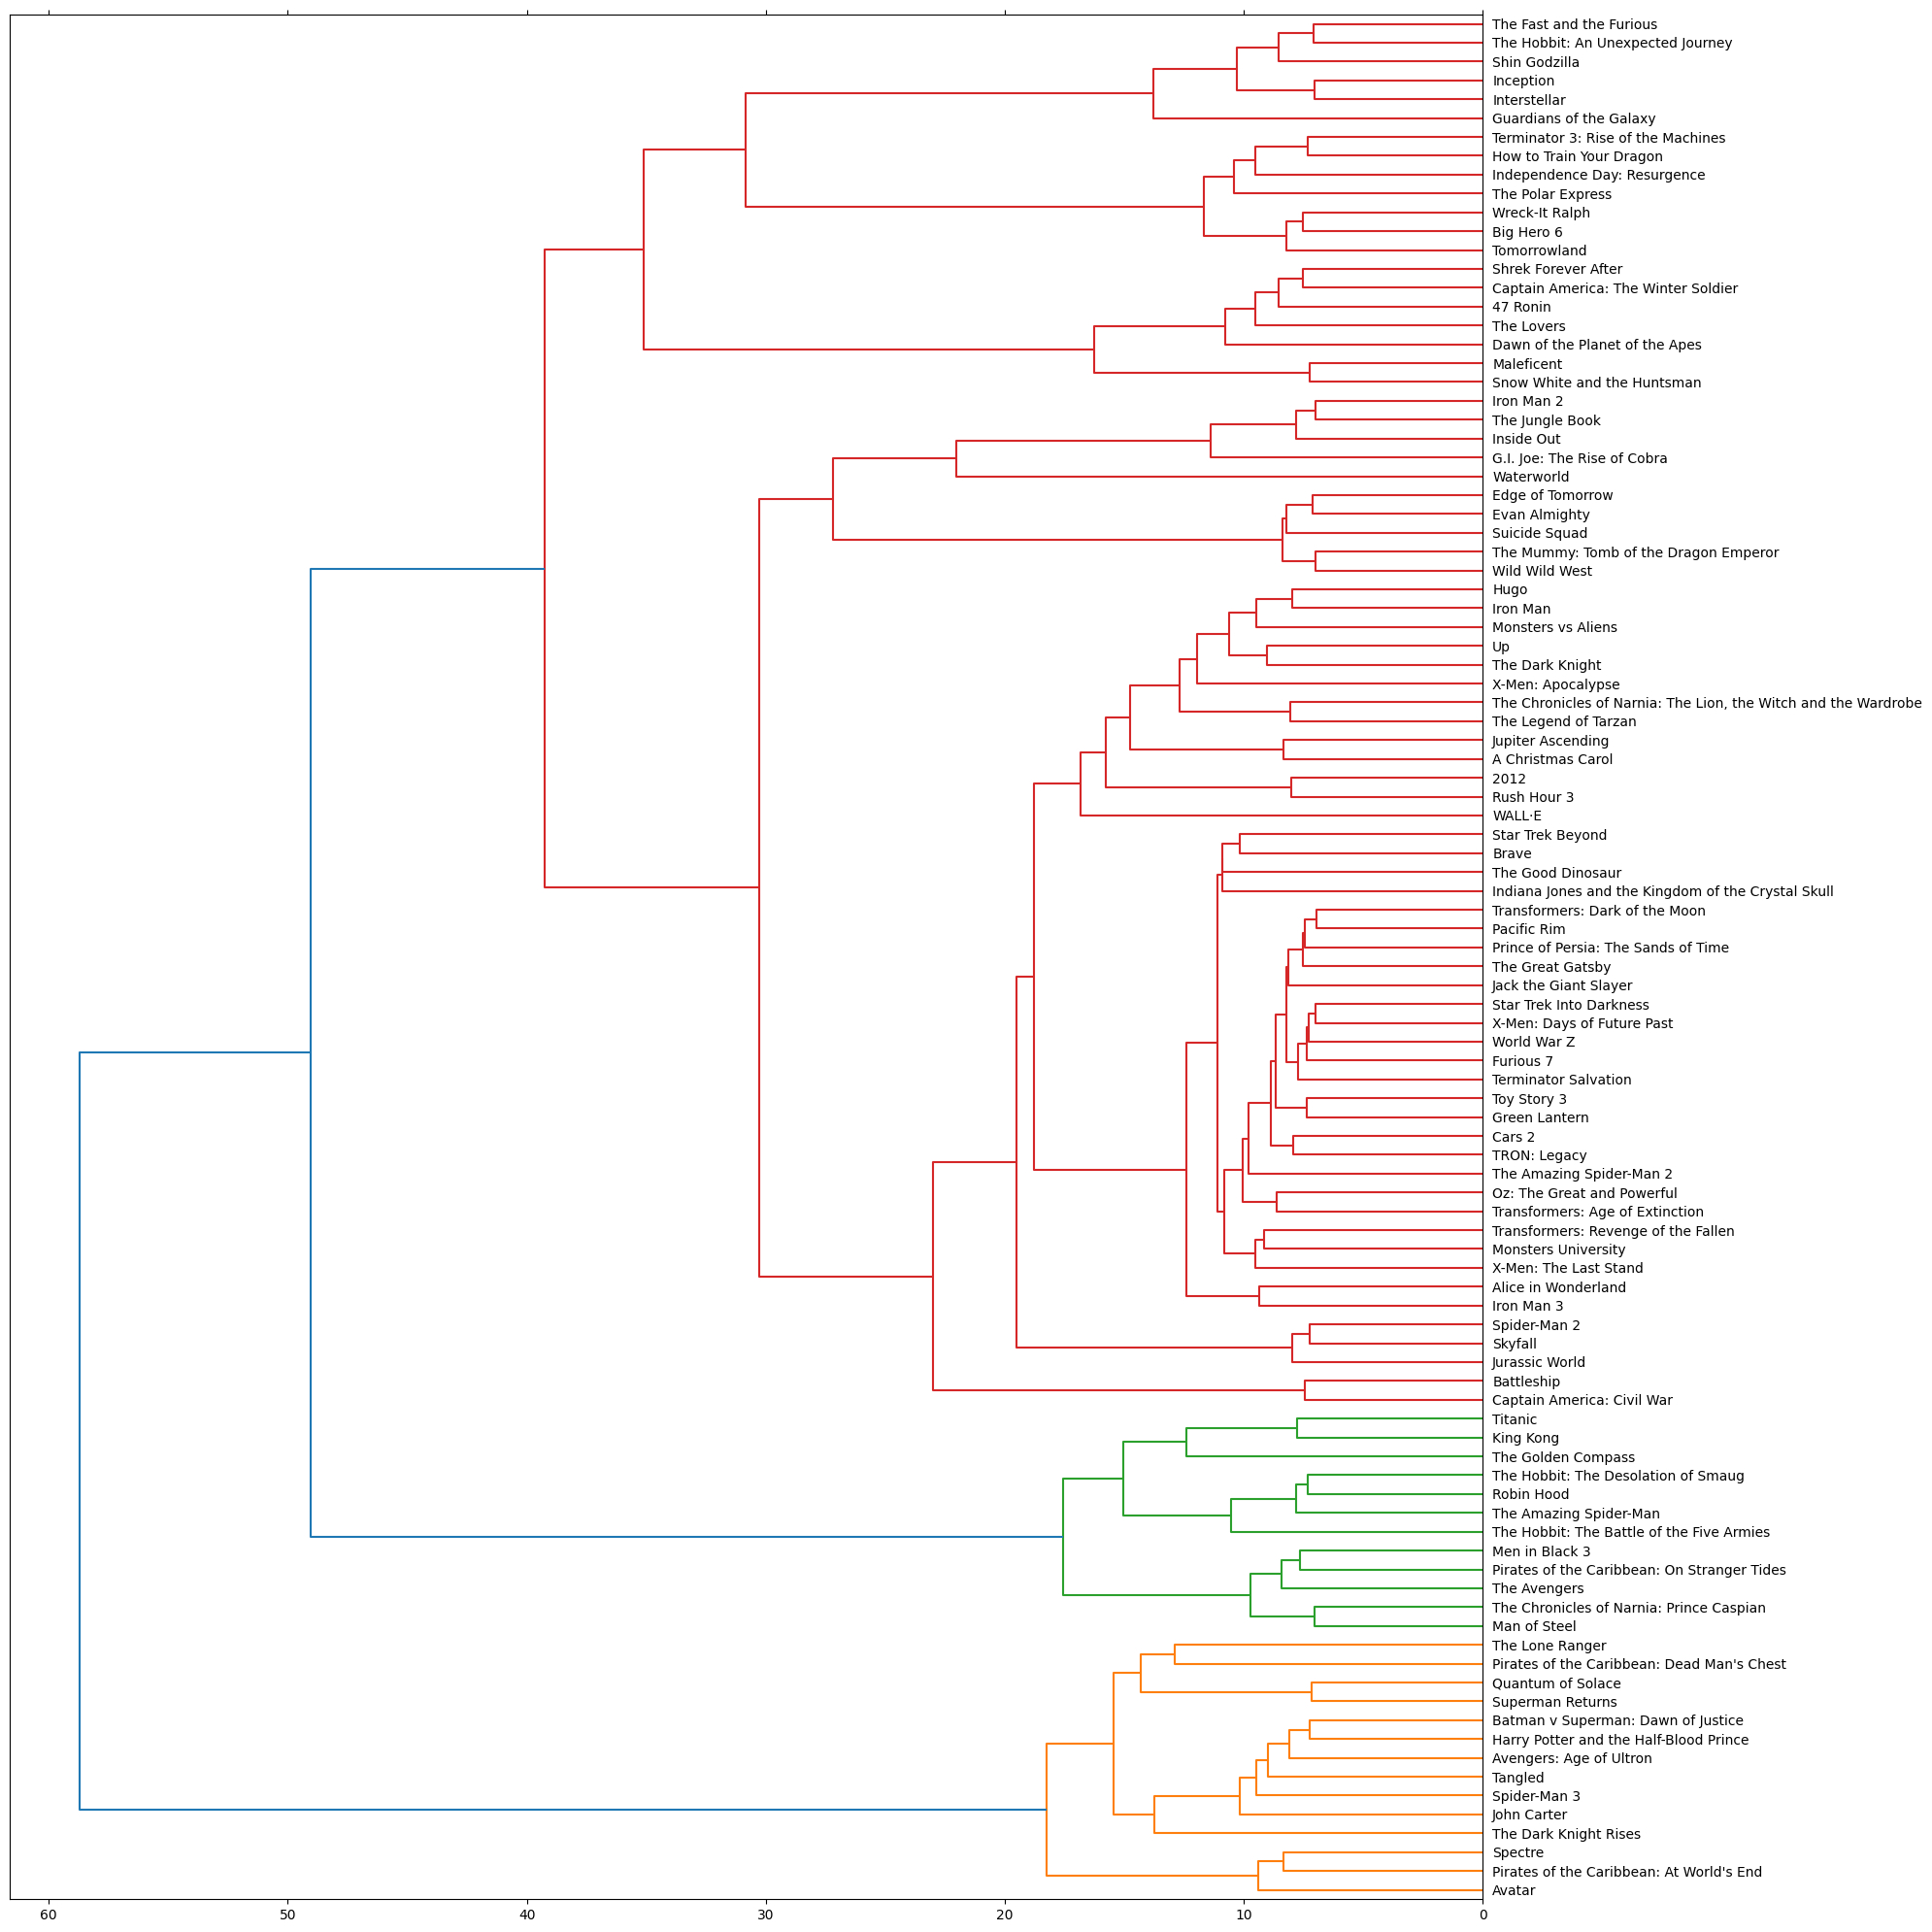 The Fast and the Furious
The Hobbit: An Unexpected Journey
Shin Godzilla
Inception
Interstellar
Guardians of the Galaxy
Terminator 3: Rise of the Machines
How to Train Your Dragon
Independence Day: Resurgence
The Polar Express
Wreck-It Ralph
Big Hero 6
Tomorrowland
Shrek Forever After
Captain America: The Winter Soldier
47 Ronin
The Lovers
Dawn of the Planet of the Apes
Maleficent
Snow White and the Huntsman
Iron Man 2
The Jungle Book
Inside Out
G.I. Joe: The Rise of Cobra
Waterworld
Edge of Tomorrow
Evan Almighty
Suicide Squad
The Mummy: Tomb of the Dragon Emperor
Wild Wild West
Hugo
Iron Man
Monsters vs Aliens
Up
The Dark Knight
X-Men: Apocalypse
The Chronicles of Narnia: The Lion, the Witch and the Wardrobe
The Legend of Tarzan
Jupiter Ascending
A Christmas Carol
2012
Rush Hour 3
WALL·E
Star Trek Beyond
Brave
The Good Dinosaur
Indiana Jones and the Kingdom of the Crystal Skull
Transformers: Dark of the Moon
Pacific Rim
Prince of Persia: The Sands of Time
The Great Gatsby
Jack the Giant Slayer
Star Trek Into Darkness
X-Men: Days of Future Past
World War Z
Furious 7
Terminator Salvation
Toy Story 3
Green Lantern
Cars 2
TRON: Legacy
The Amazing Spider-Man 2
Oz: The Great and Powerful
Transformers: Age of Extinction
Transformers: Revenge of the Fallen
Monsters University
X-Men: The Last Stand
Alice in Wonderland
Iron Man 3
Spider-Man 2
Skyfall
Jurassic World
Battleship
Captain America: Civil War
Titanic
King Kong
The Golden Compass
The Hobbit: The Desolation of Smaug
Robin Hood
The Amazing Spider-Man
The Hobbit: The Battle of the Five Armies
Men in Black 3
Pirates of the Caribbean: On Stranger Tides
The Avengers
The Chronicles of Narnia: Prince Caspian
Man of Steel
The Lone Ranger
Pirates of the Caribbean: Dead Man's Chest
Quantum of Solace
Superman Returns
Batman v Superman: Dawn of Justice
Harry Potter and the Half-Blood Prince
Avengers: Age of Ultron
Tangled
Spider-Man 3
John Carter
The Dark Knight Rises
Spectre
Pirates of the Caribbean: At World's End
Avatar
60 50 40 30 20 10 0